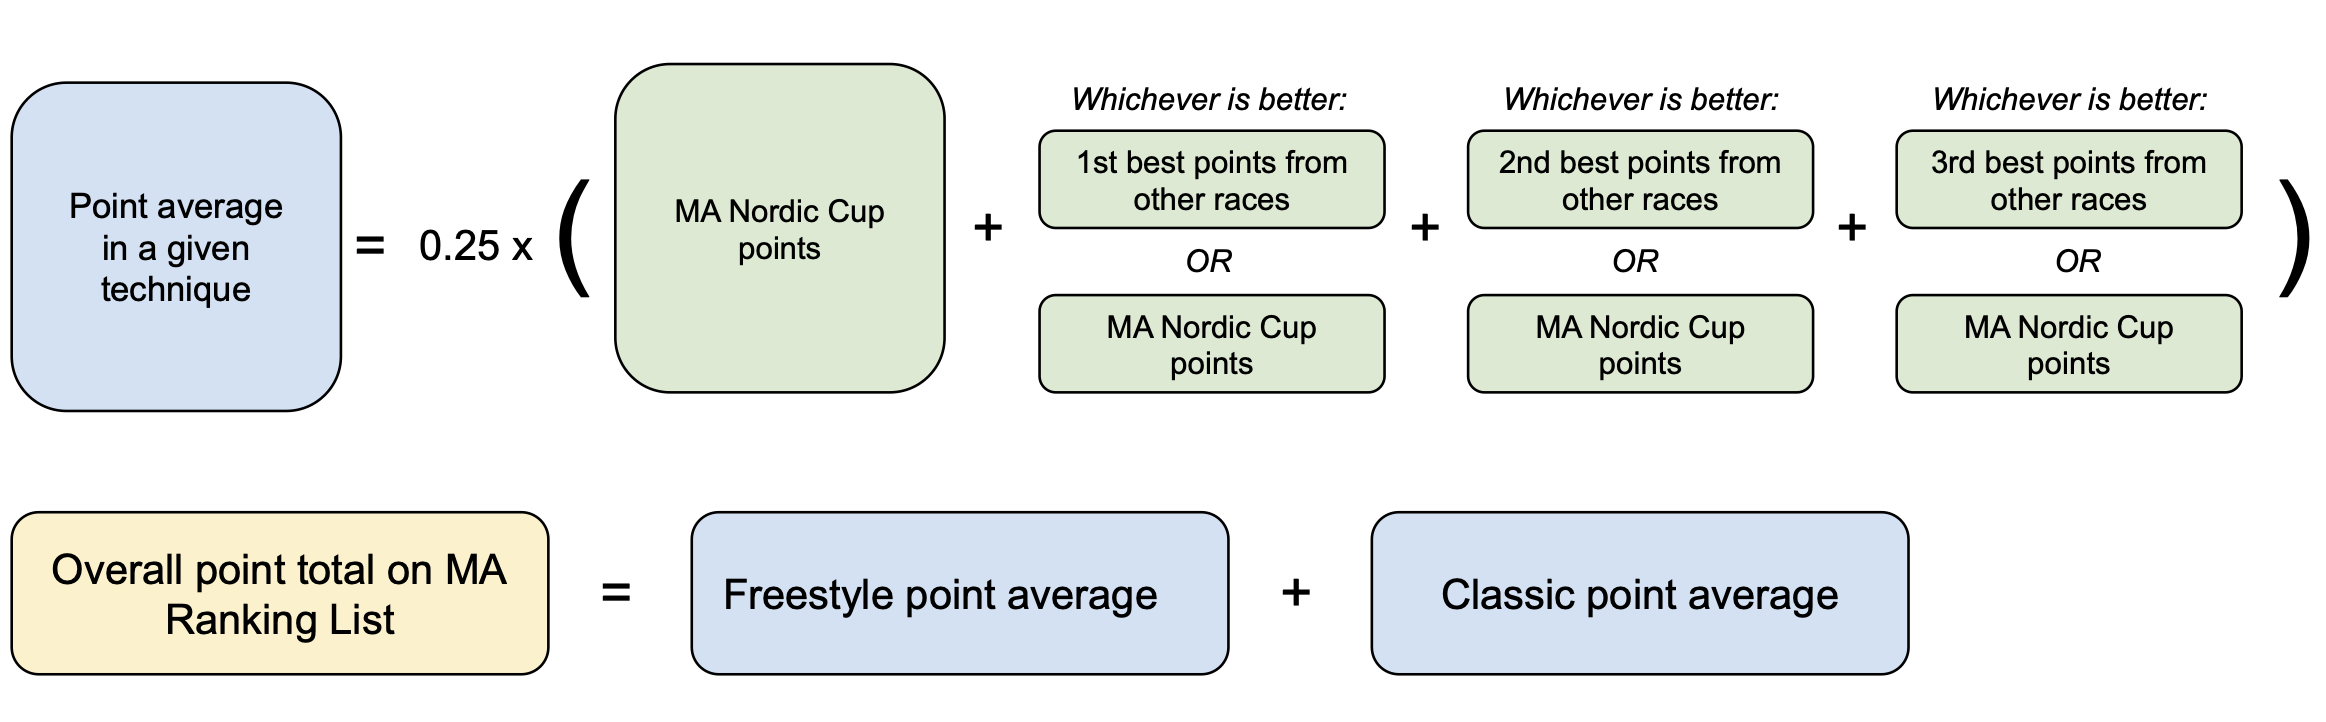 Point average
in a given
technique
=
0.25 x
(
MA Nordic Cup
points
+
Whichever is better:
1st best points from
other races
OR
MA Nordic Cup
points
+
Whichever is better:
2nd best points from
other races
OR
MA Nordic Cup
points
+
Whichever is better:
3rd best points from
other races
OR
MA Nordic Cup
points
)
Overall point total on MA
Ranking List
=
Freestyle point average
+
Classic point average